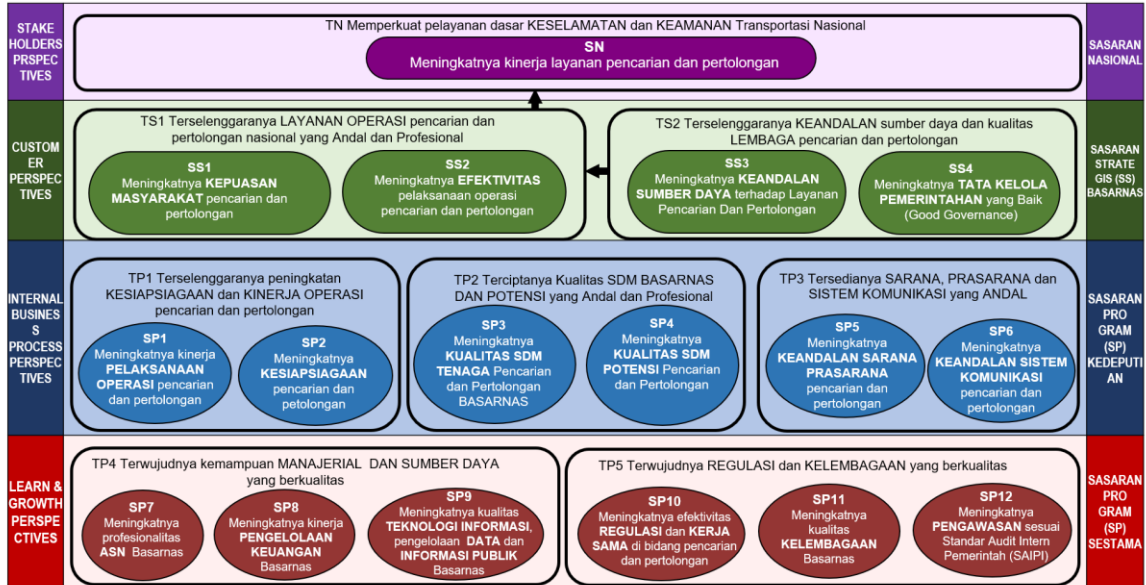 STAKE
HOLDERS
PRSPEC
TIVES
TN Memperkuat pelayanan dasar KESELAMATAN dan KEAMANAN Transportasi Nasional
SN
Meningkatnya kinerja layanan pencarian dan pertolongan
SASARAN
NASIONAL
CUSTOM
ER
PERSPEC
TIVES
TS1 Terselenggaranya LAYANAN OPERASI pencarian dan
pertolongan nasional yang Andal dan Profesional
SS1
Meningkatnya KEPUASAN
MASYARAKAT pencarian dan
pertolongan
SS2
Meningkatnya EFEKTIVITAS
pelaksanaan operasi
pencarian dan pertolongan
TS2 Terselenggaranya KEANDALAN sumber daya dan kualitas
LEMBAGA pencarian dan pertolongan
SS3
Meningkatnya KEANDALAN
SUMBER DAYA terhadap Layanan
Pencarian Dan Pertolongan
SS4
Meningkatnya TATA KELOLA
PEMERINTAHAN yang Baik
(Good Governance)
SASARAN
STRATE
GIS (SS)
BASARNAS
INTERNAL
BUSINES
S
PROCESS
PERSPEC
TIVES
TP1 Terselenggaranya peningkatan
KESIAPSIAGAAN dan KINERJA OPERASI
pencarian dan pertolongan
SP1
Meningkatnya kinerja
PELAKSANAAN
OPERASI pencarian
dan pertolongan
SP2
Meningkatnya
KESIAPSIAGAAN
pencarian dan
petolongan
TP2 Terciptanya Kualitas SDM BASARNAS
DAN POTENSI yang Andal dan Profesional
SP3
Meningkatnya
KUALITAS SDM
TENAGA Pencarian
dan Pertolongan
BASARNAS
SP4
Meningkatnya
KUALITAS SDM
POTENSI Pencarian
dan Pertolongan
TP3 Tersedianya SARANA, PRASARANA dan
SISTEM KOMUNIKASI yang ANDAL
SP5
Meningkatnya
KEANDALAN SARANA
PRASARANA
pencarian dan
pertolongan
SP6
Meningkatnya
KEANDALAN SISTEM
KOMUNIKASI
pencarian dan
pertolongan
SASARAN
PRO
GRAM
(SP)
KEDEPUTI
AN
LEARN &
GROWTH
PERSPE
CTIVES
TP4 Terwujudnya kemampuan MANAJERIAL DAN SUMBER DAYA
yang berkualitas
SP7
Meningkatnya
profesionalitas
ASN Basarnas
SP8
Meningkatnya kinerja
PENGELOLAAN
KEUANGAN
Basarnas
SP9
Meningkatnya kualitas
TEKNOLOGI INFORMASI,
pengelolaan DATA dan
INFORMASI PUBLIK
Basarnas
TP5 Terwujudnya REGULASI dan KELEMBAGAAN yang berkualitas
SP10
Meningkatnya efektivitas
REGULASI dan KERJA
SAMA di bidang pencarian
dan pertolongan
SP11
Meningkatnya
kualitas
KELEMBAGAAN
Basarnas
SP12
Meningkatnya
PENGAWASAN sesuai
Standar Audit Intern
Pemerintah (SAIPI)
SASARAN
PRO
GRAM
(SP)
SESTAMA